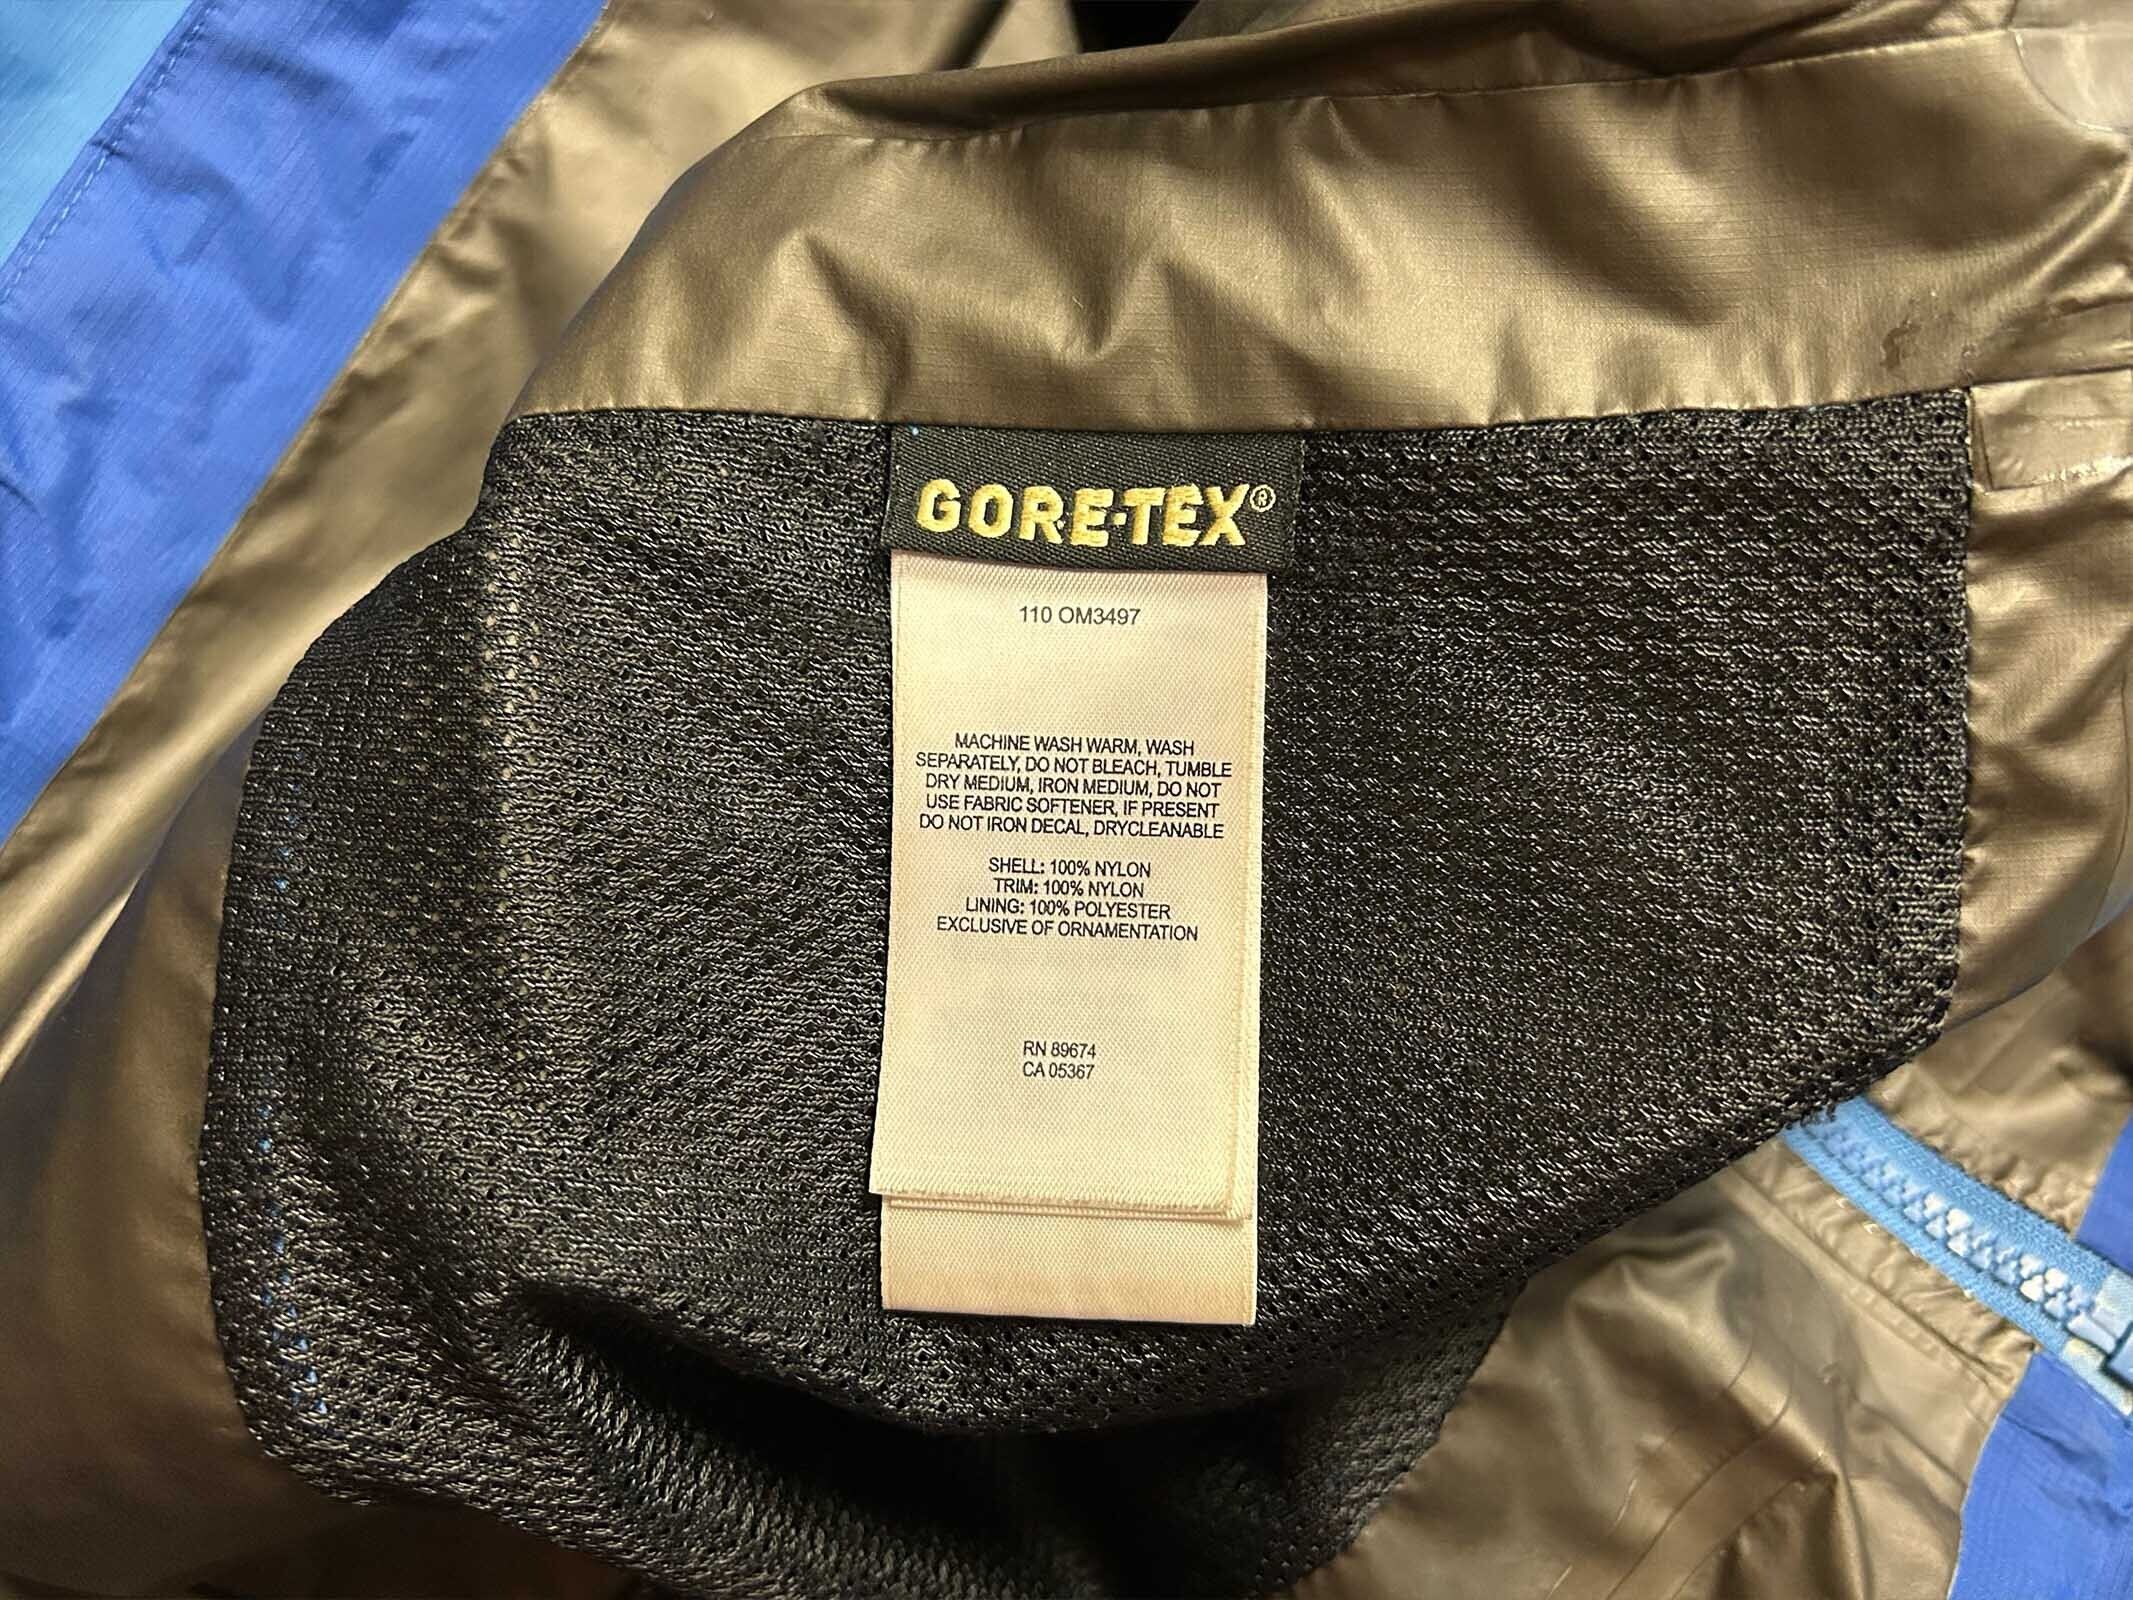 GORE-TEX®
110 OM3497
MACHINE WASH WARM, WASH
SEPARATELY, DO NOT BLEACH, TUMBLE
DRY MEDIUM, IRON MEDIUM, DO NOT
USE FABRIC SOFTENER, IF PRESENT
DO NOT IRON DECAL, DRYCLEANABLE
SHELL: 100% NYLON
TRIM: 100% NYLON
LINING: 100% POLYESTER
EXCLUSIVE OF ORNAMENTATION
RN 89674
CA 05367